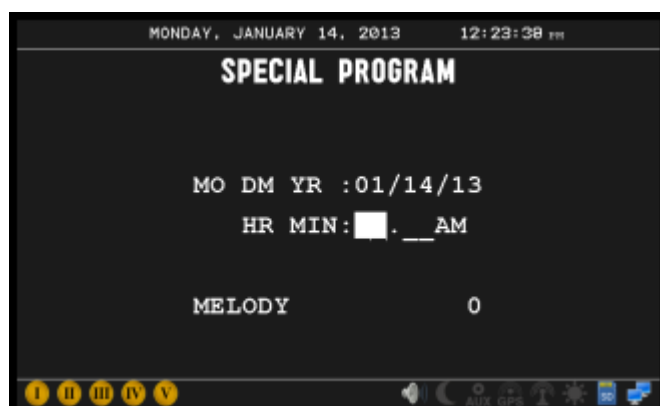 MONDAY, JANUARY 14, 2013 12:23:38 PM
SPECIAL PROGRAM
MO DM YR :01/14/13
HR MIN: .__AM
MELODY 0
I II III IV V AUX GPS SD